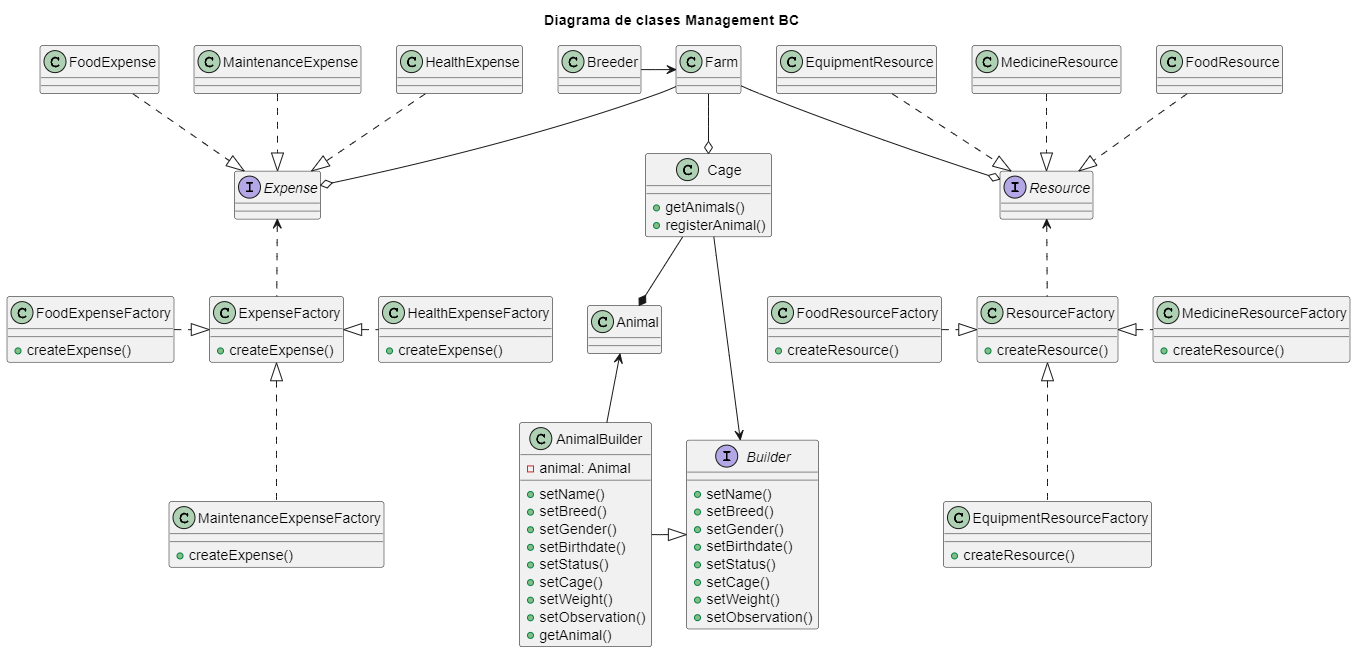 Diagrama de clases Management BC
C FoodExpense
C MaintenanceExpense
C HealthExpense
C Breeder
C Farm
C EquipmentResource
C MedicineResource
C FoodResource
I Expense
C Cage
getAnimals()
registerAnimal()
I Resource
C FoodExpenseFactory
createExpense()
C ExpenseFactory
createExpense()
C HealthExpenseFactory
createExpense()
C Animal
C FoodResourceFactory
createResource()
C ResourceFactory
createResource()
C MedicineResourceFactory
createResource()
C AnimalBuilder
animal: Animal
setName()
setBreed()
setGender()
setBirthdate()
setStatus()
setCage()
setWeight()
setObservation()
getAnimal()
I Builder
setName()
setBreed()
setGender()
setBirthdate()
setStatus()
setCage()
setWeight()
setObservation()
C MaintenanceExpenseFactory
createExpense()
C EquipmentResourceFactory
createResource()